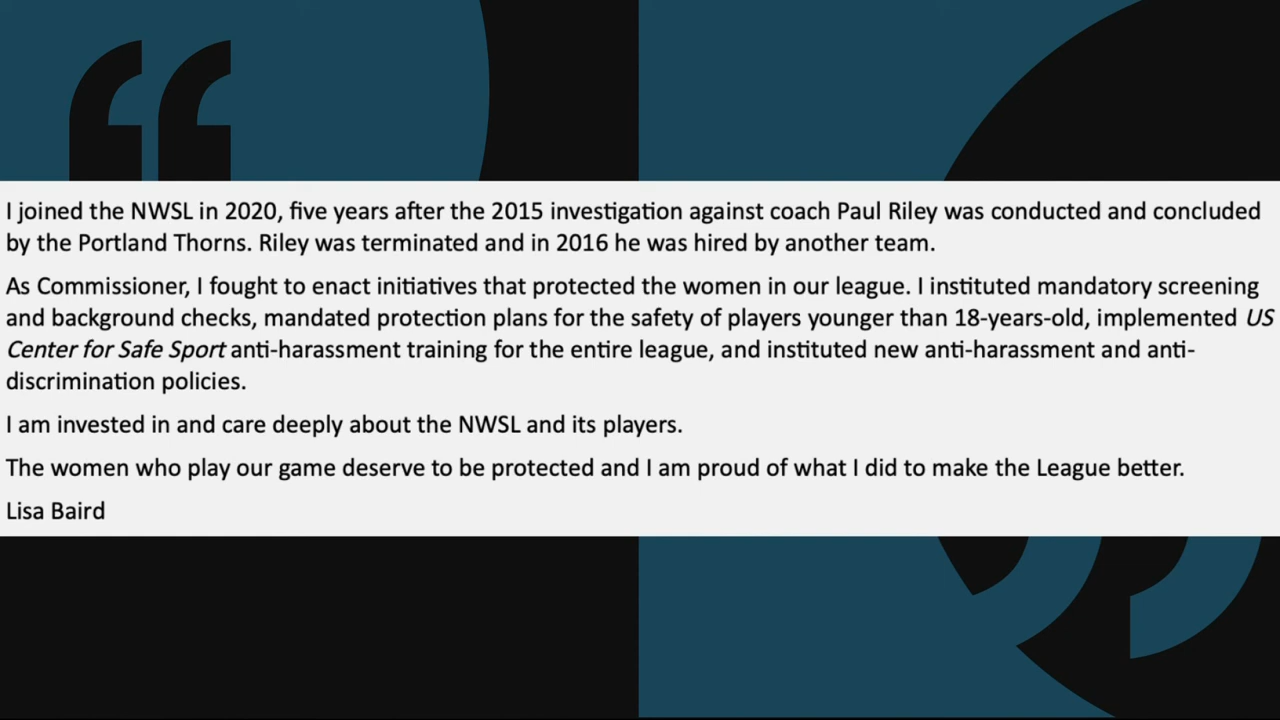 I joined the NWSL in 2020, five years after the 2015 investigation against coach Paul Riley was conducted and concluded
by the Portland Thorns. Riley was terminated and in 2016 he was hired by another team.
As Commissioner, I fought to enact initiatives that protected the women in our league. I instituted mandatory screening
and background checks, mandated protection plans for the safety of players younger than 18-years-old, implemented US
Center for Safe Sport anti-harassment training for the entire league, and instituted new anti-harassment and anti-
discrimination policies.
I am invested in and care deeply about the NWSL and its players.
The women who play our game deserve to be protected and I am proud of what I did to make the League better.
Lisa Baird